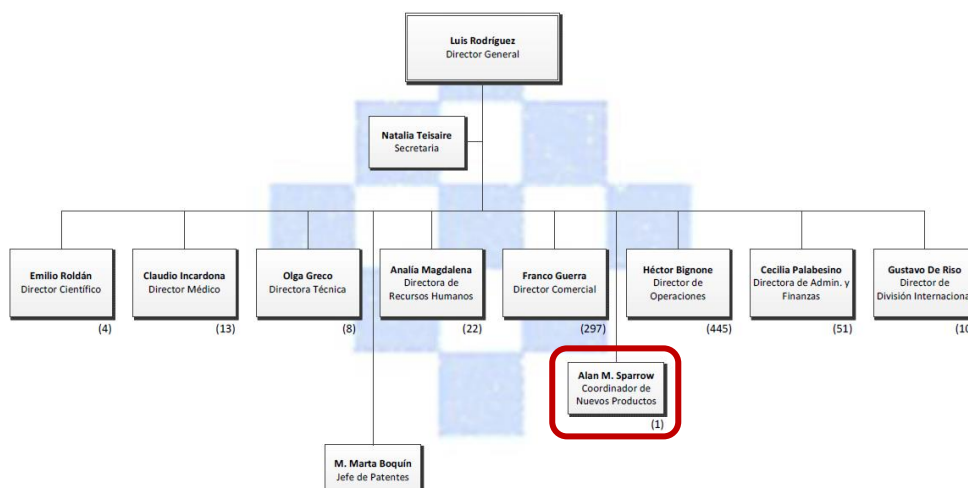 Luis Rodríguez
Director General
Natalia Teisaire
Secretaria
Emilio Roldán
Director Científico
(4)
Claudio Incardona
Director Médico
(13)
Olga Greco
Directora Técnica
(8)
Analía Magdalena
Directora de
Recursos Humanos
(22)
Franco Guerra
Director Comercial
(297)
Héctor Bignone
Director de
Operaciones
(445)
Cecilia Palabesino
Directora de Admin. y
Finanzas
(51)
Gustavo De Riso
Director de
División Internaciona
(10
Alan M. Sparrow
Coordinador de
Nuevos Productos
(1)
M. Marta Boquín
Jefe de Patentes